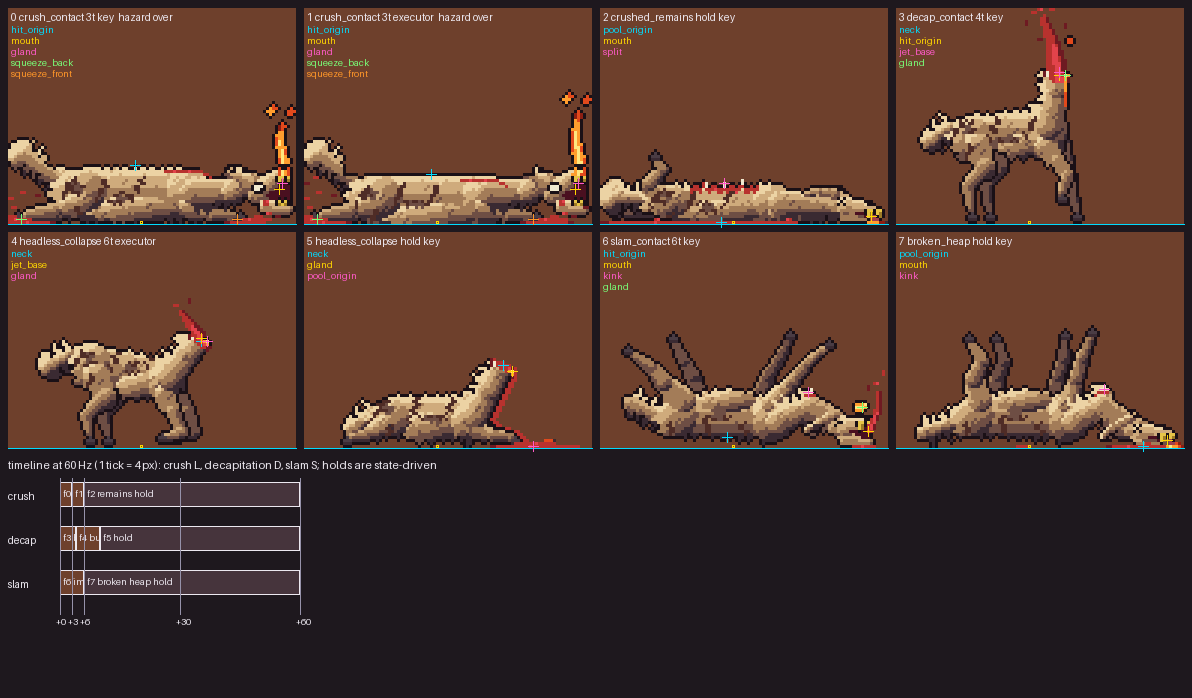 0 crush_contact 3t key hazard over
hit_origin
mouth
gland
squeeze_back
squeeze_front
1 crush_contact 3t executor hazard over
hit_origin
mouth
gland
squeeze_back
squeeze_front
2 crushed_remains hold key
pool_origin
mouth
split
3 decap_contact 4t key
neck
hit_origin
jet_base
gland
4 headless_collapse 6t executor
neck
jet_base
gland
5 headless_collapse hold key
neck
gland
pool_origin
6 slam_contact 6t key
hit_origin
mouth
kink
gland
7 broken_heap hold key
pool_origin
mouth
kink
timeline at 60 Hz (1 tick = 4px): crush L, decapitation D, slam S; holds are state-driven
crush f0 f1 f2 remains hold
decap f3 f4 bu f5 hold
slam f6 im f7 broken heap hold
+0 +3 +6 +30 +60